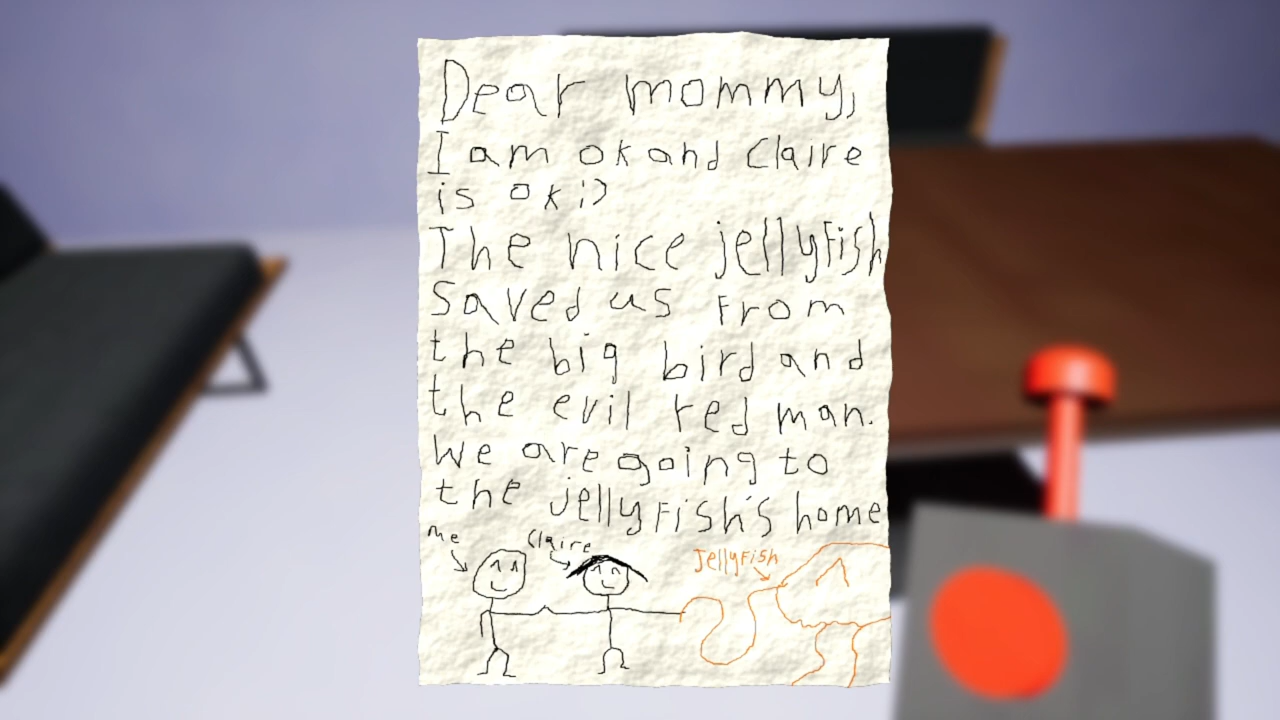 Dear mommy,
I am ok and Claire
is ok :)
The nice jellyfish
saved us from
the big bird and
the evil red man.
We are going to
the jellyfish's home
me
Claire
Jellyfish